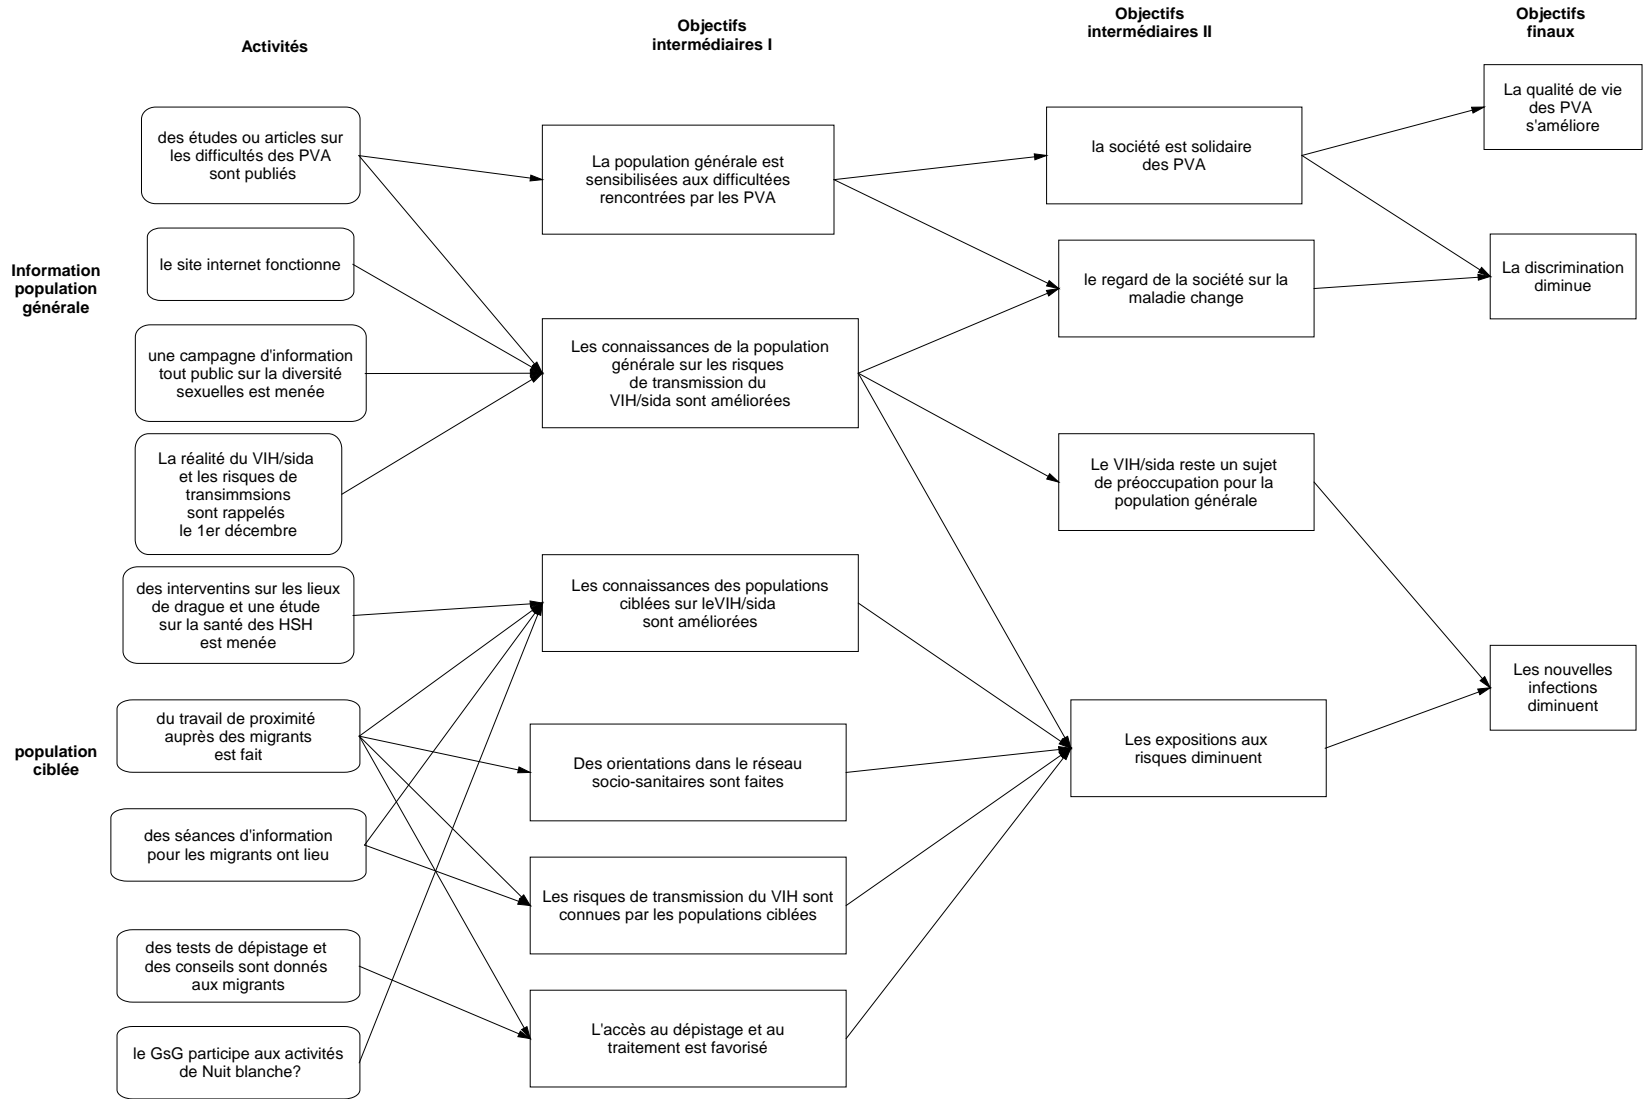 Activités
Objectifs
intermédiaires I
Objectifs
intermédiaires II
Objectifs
finaux
Information
population
générale
population
ciblée
des études ou articles sur
les difficultés des PVA
sont publiés
le site internet fonctionne
une campagne d'information
tout public sur la diversité
sexuelles est menée
La réalité du VIH/sida
et les risques de
transimmsions
sont rappelés
le 1er décembre
des interventins sur les lieux
de drague et une étude
sur la santé des HSH
est menée
du travail de proximité
auprès des migrants
est fait
des séances d'information
pour les migrants ont lieu
des tests de dépistage et
des conseils sont donnés
aux migrants
le GsG participe aux activités
de Nuit blanche?
La population générale est
sensibilisées aux difficultées
rencontrées par les PVA
Les connaissances de la population
générale sur les risques
de transmission du
VIH/sida sont améliorées
Les connaissances des populations
ciblées sur leVIH/sida
sont améliorées
Des orientations dans le réseau
socio-sanitaires sont faites
Les risques de transmission du VIH sont
connues par les populations ciblées
L'accès au dépistage et au
traitement est favorisé
la société est solidaire
des PVA
le regard de la société sur la
maladie change
Le VIH/sida reste un sujet
de préoccupation pour la
population générale
Les expositions aux
risques diminuent
La qualité de vie
des PVA
s'améliore
La discrimination
diminue
Les nouvelles
infections
diminuent